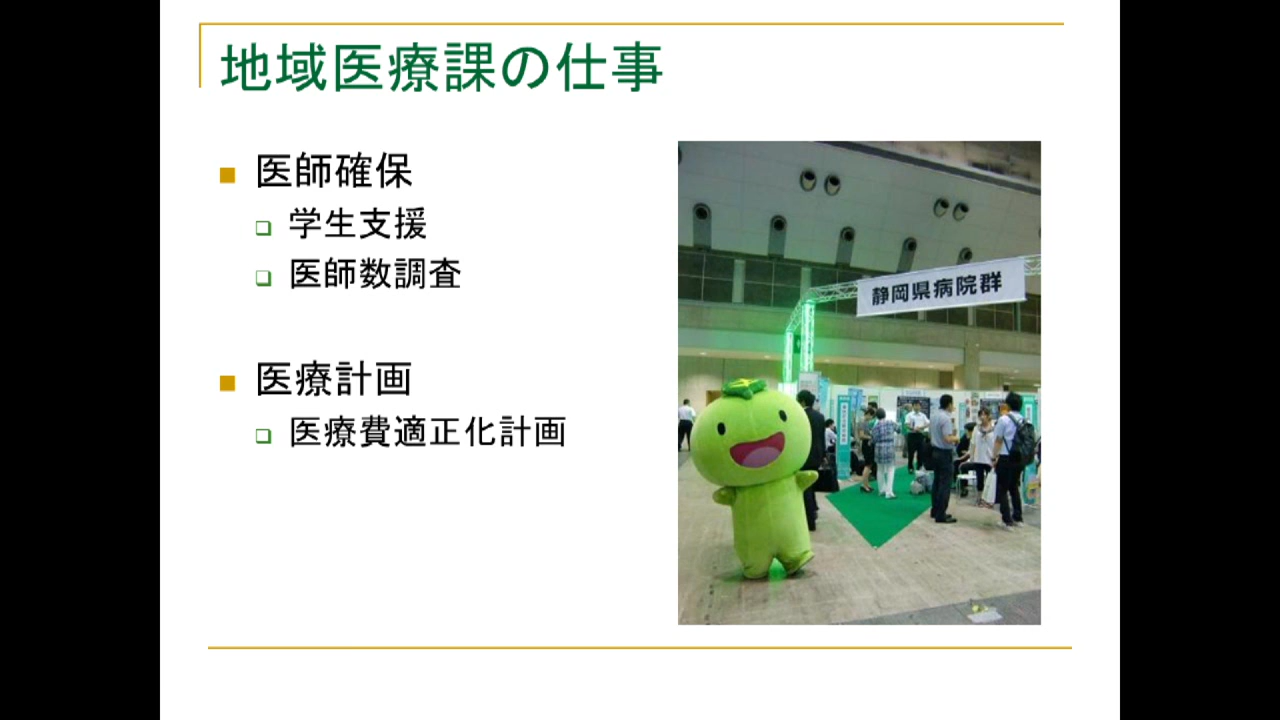 地域医療課の仕事
医師確保
学生支援
医師数調査
医療計画
医療費適正化計画
静岡県病院群